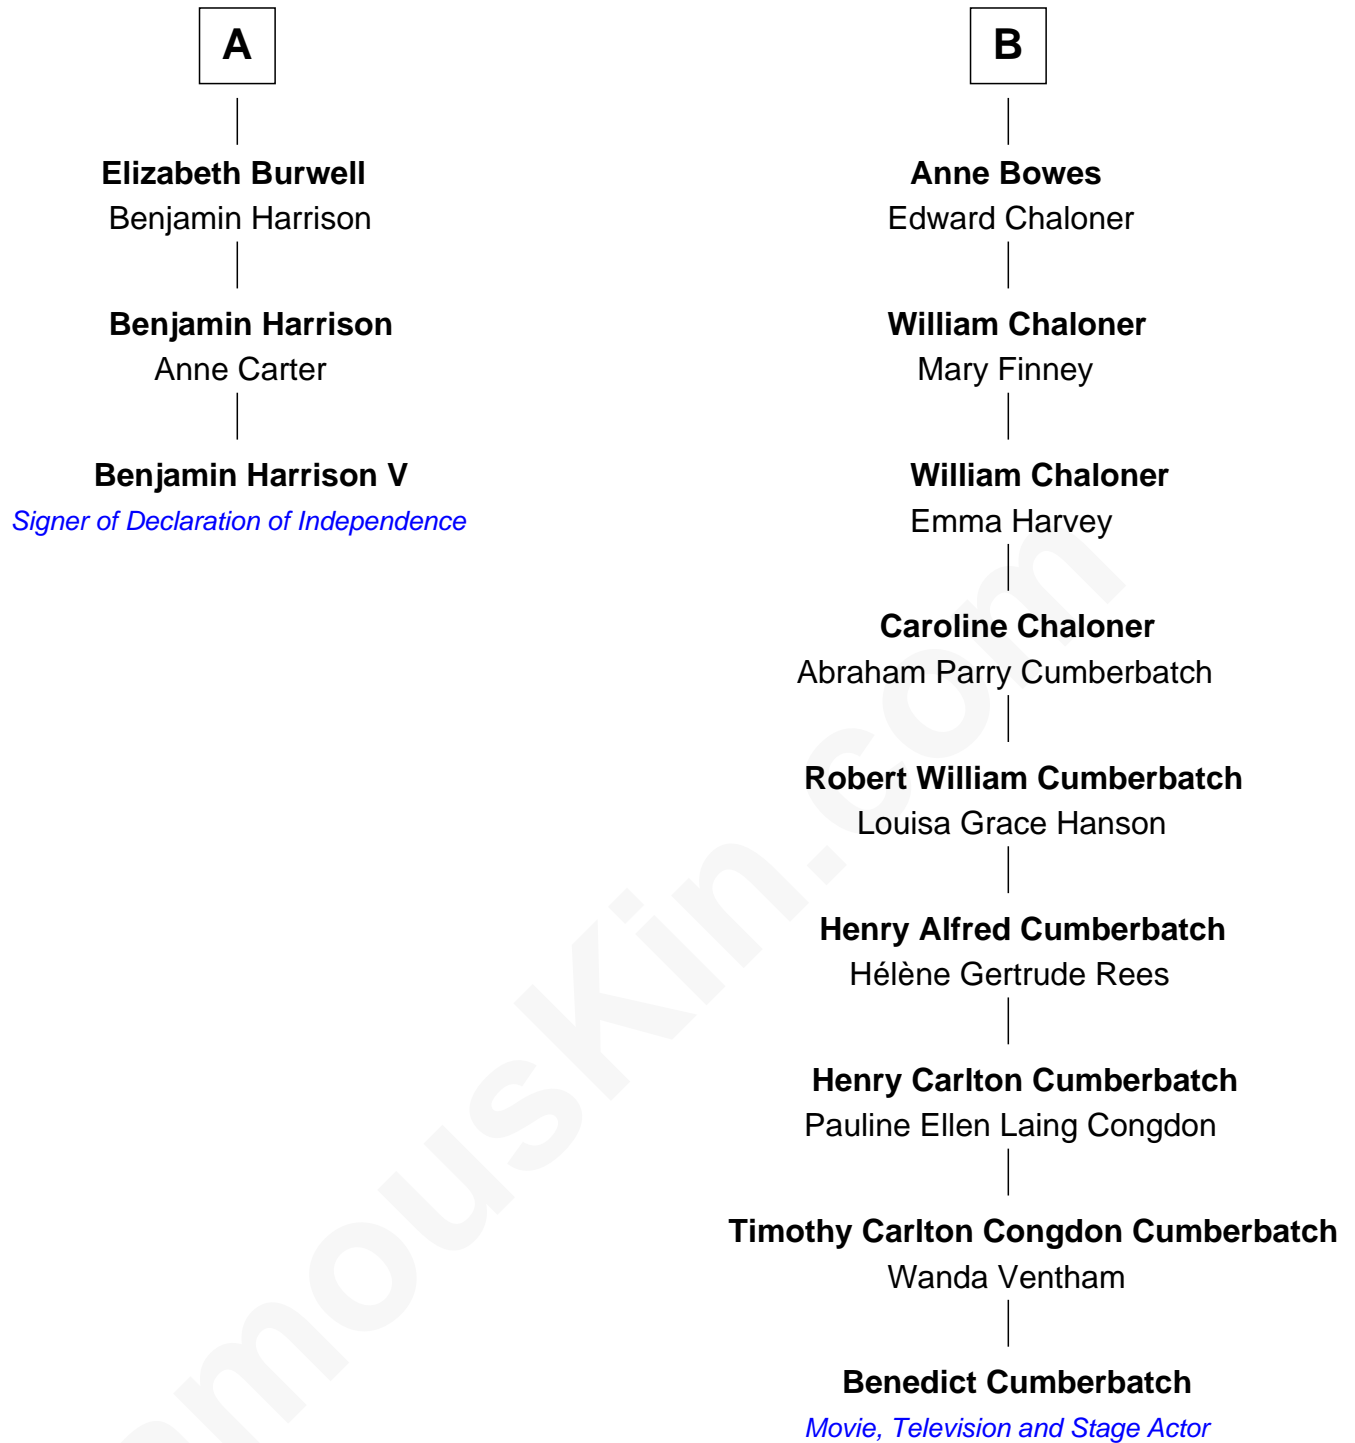 A
Elizabeth Burwell
Benjamin Harrison
Benjamin Harrison
Anne Carter
Benjamin Harrison V
Signer of Declaration of Independence
B
Anne Bowes
Edward Chaloner
William Chaloner
Mary Finney
William Chaloner
Emma Harvey
Caroline Chaloner
Abraham Parry Cumberbatch
Robert William Cumberbatch
Louisa Grace Hanson
Henry Alfred Cumberbatch
Hélène Gertrude Rees
Henry Carlton Cumberbatch
Pauline Ellen Laing Congdon
Timothy Carlton Congdon Cumberbatch
Wanda Ventham
Benedict Cumberbatch
Movie, Television and Stage Actor
amousKin.com